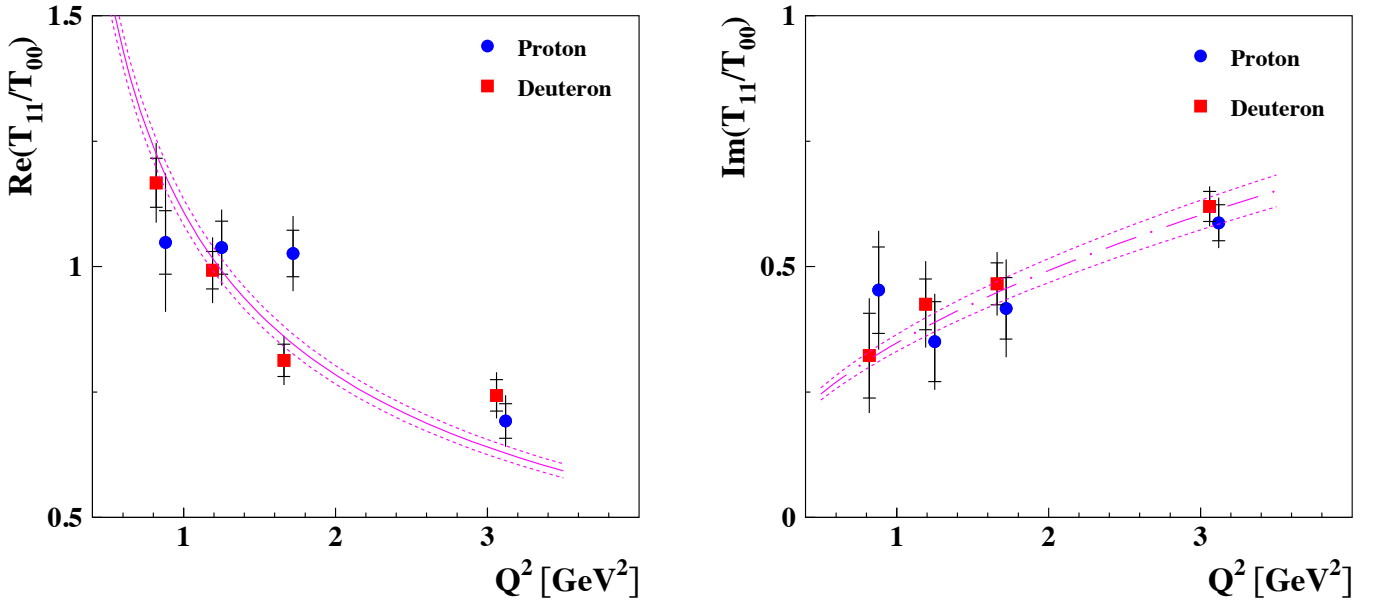 Re(T₁₁/T₀₀)
1.5
1
0.5
Proton
Deuteron
1 2 3
Q² [GeV²]
Im(T₁₁/T₀₀)
1
0.5
0
Proton
Deuteron
1 2 3
Q² [GeV²]